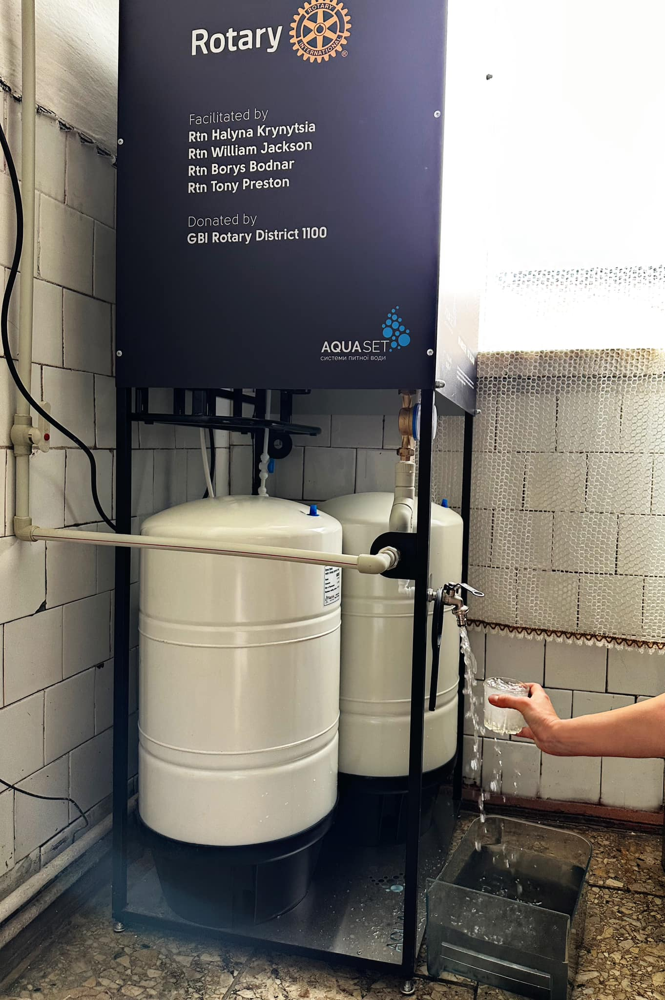 Rotary
ROTARY
INTERNATIONAL
®
Facilitated by
Rtn Halyna Krynytsia
Rtn William Jackson
Rtn Borys Bodnar
Rtn Tony Preston
Donated by
GBI Rotary District 1100
AQUASET
системи питної води